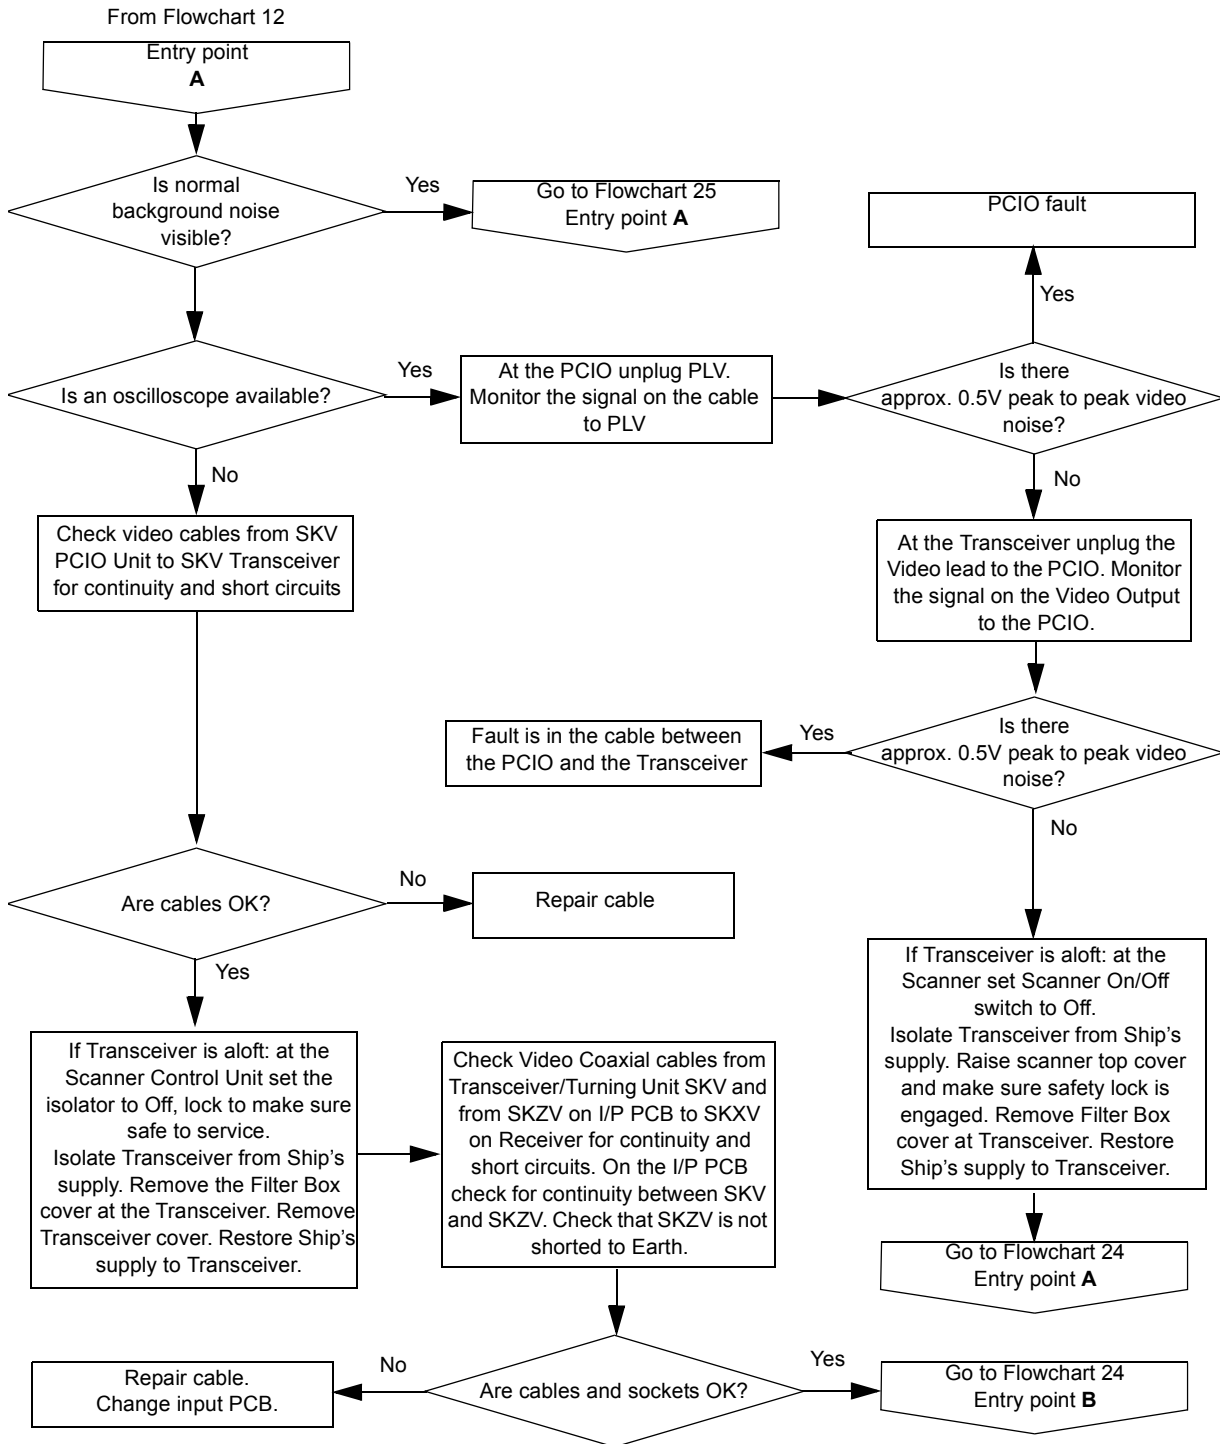 From Flowchart 12
Entry point
A
Is normal
background noise
visible?
Yes
Go to Flowchart 25
Entry point A
PCIO fault
Yes
Is an oscilloscope available?
Yes
At the PCIO unplug PLV.
Monitor the signal on the cable
to PLV
Is there
approx. 0.5V peak to peak video
noise?
No
No
Check video cables from SKV
PCIO Unit to SKV Transceiver
for continuity and short circuits
At the Transceiver unplug the
Video lead to the PCIO. Monitor
the signal on the Video Output
to the PCIO.
Fault is in the cable between
the PCIO and the Transceiver
Yes
Is there
approx. 0.5V peak to peak video
noise?
No
Are cables OK?
No
Repair cable
Yes
If Transceiver is aloft: at the
Scanner set Scanner On/Off
switch to Off.
Isolate Transceiver from Ship's
supply. Raise scanner top cover
and make sure safety lock is
engaged. Remove Filter Box
cover at Transceiver. Restore
Ship's supply to Transceiver.
If Transceiver is aloft: at the
Scanner Control Unit set the
isolator to Off, lock to make sure
safe to service.
Isolate Transceiver from Ship's
supply. Remove the Filter Box
cover at the Transceiver. Remove
Transceiver cover. Restore Ship's
supply to Transceiver.
Check Video Coaxial cables from
Transceiver/Turning Unit SKV and
from SKZV on I/P PCB to SKXV
on Receiver for continuity and
short circuits. On the I/P PCB
check for continuity between SKV
and SKZV. Check that SKZV is not
shorted to Earth.
Go to Flowchart 24
Entry point A
Repair cable.
Change input PCB.
No
Are cables and sockets OK?
Yes
Go to Flowchart 24
Entry point B